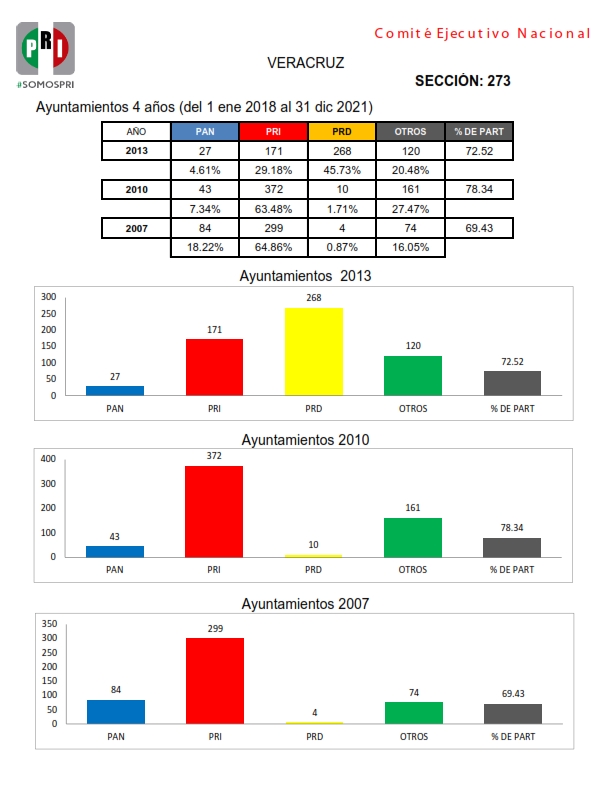 Comité Ejecutivo Nacional
PRI
#SOMOSPRI
VERACRUZ
SECCIÓN: 273
Ayuntamientos 4 años (del 1 ene 2018 al 31 dic 2021)
AÑO PAN PRI PRD OTROS % DE PART
2013 27 171 268 120 72.52
4.61% 29.18% 45.73% 20.48%
2010 43 372 10 161 78.34
7.34% 63.48% 1.71% 27.47%
2007 84 299 4 74 69.43
18.22% 64.86% 0.87% 16.05%
Ayuntamientos 2013
300
250
200
150
100
50
0
27 171 268 120 72.52
PAN PRI PRD OTROS % DE PART
Ayuntamientos 2010
400
300
200
100
0
43 372 10 161 78.34
PAN PRI PRD OTROS % DE PART
Ayuntamientos 2007
350
300
250
200
150
100
50
0
84 299 4 74 69.43
PAN PRI PRD OTROS % DE PART